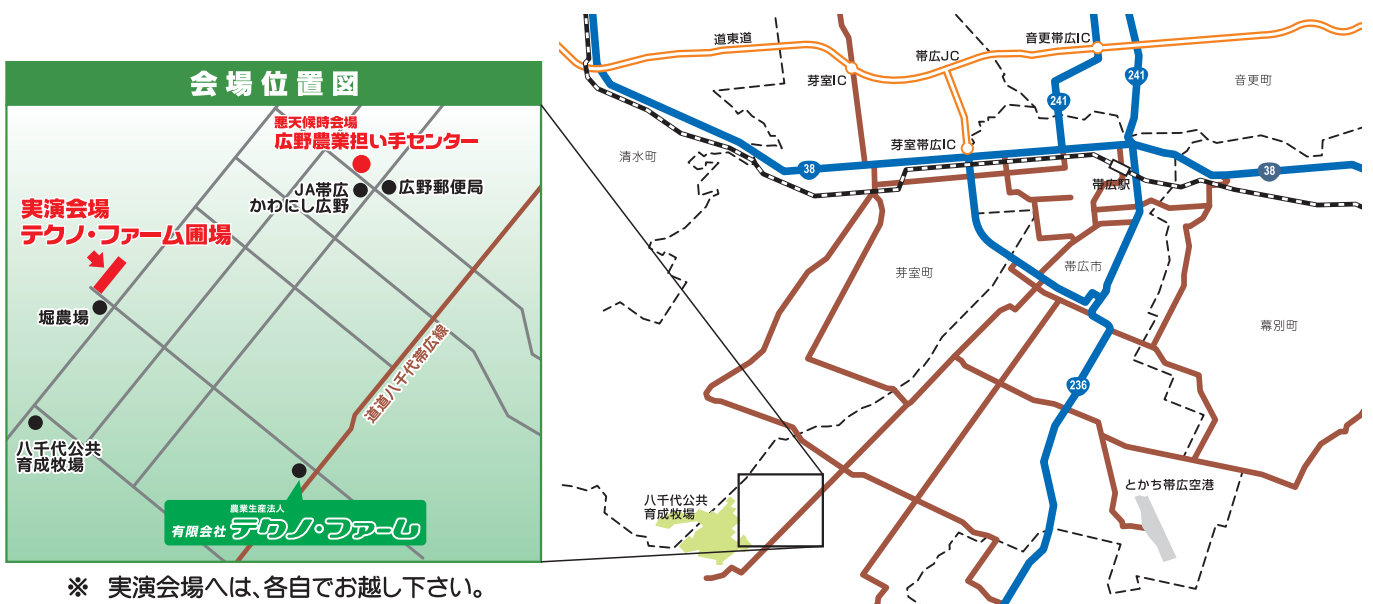 会場位置図
悪天候時会場
広野農業担い手センター
JA帯広
かわにし広野
広野郵便局
実演会場
テクノ・ファーム圃場
堀農場
道道八千代帯広線
八千代公共
育成牧場
農業生産法人
有限会社 テクノ・ファーム
※ 実演会場へは、各自でお越し下さい。
道東道
音更帯広IC
帯広JC
芽室IC
241
241
音更町
芽室帯広IC
清水町
38
38
帯広駅
芽室町
帯広市
幕別町
236
とかち帯広空港
八千代公共
育成牧場